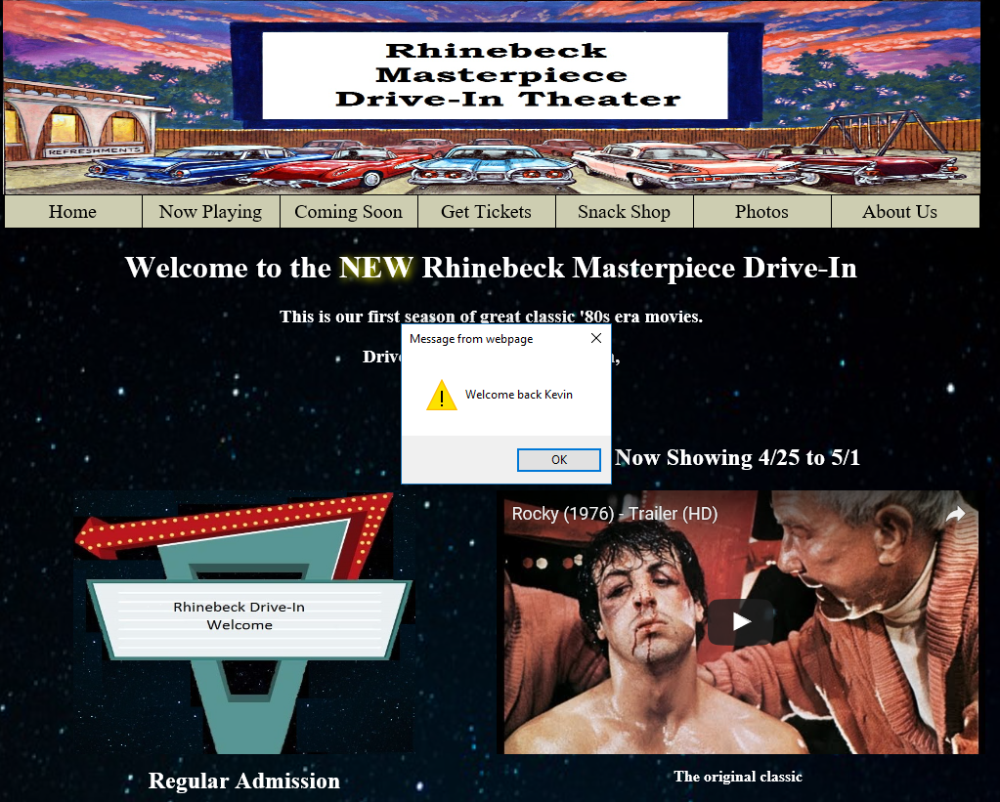 Rhinebeck
Masterpiece
Drive-In Theater
REFRESHMENTS
Home
Now Playing
Coming Soon
Get Tickets
Snack Shop
Photos
About Us
Welcome to the NEW Rhinebeck Masterpiece Drive-In
This is our first season of great classic '80s era movies.
Message from webpage
Welcome back Kevin
OK
Now Showing 4/25 to 5/1
Rocky (1976) - Trailer (HD)
Rhinebeck Drive-In
Welcome
Regular Admission
The original classic